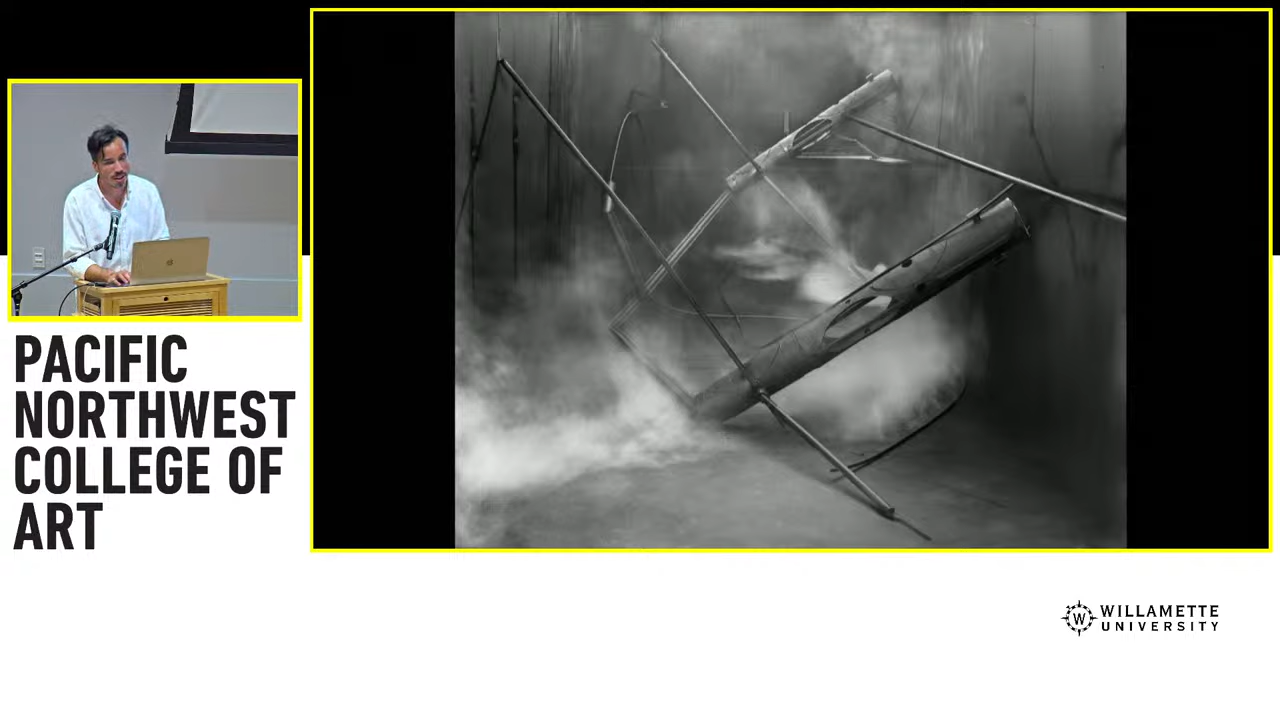 PACIFIC
NORTHWEST
COLLEGE OF
ART
W
WILLAMETTE
UNIVERSITY